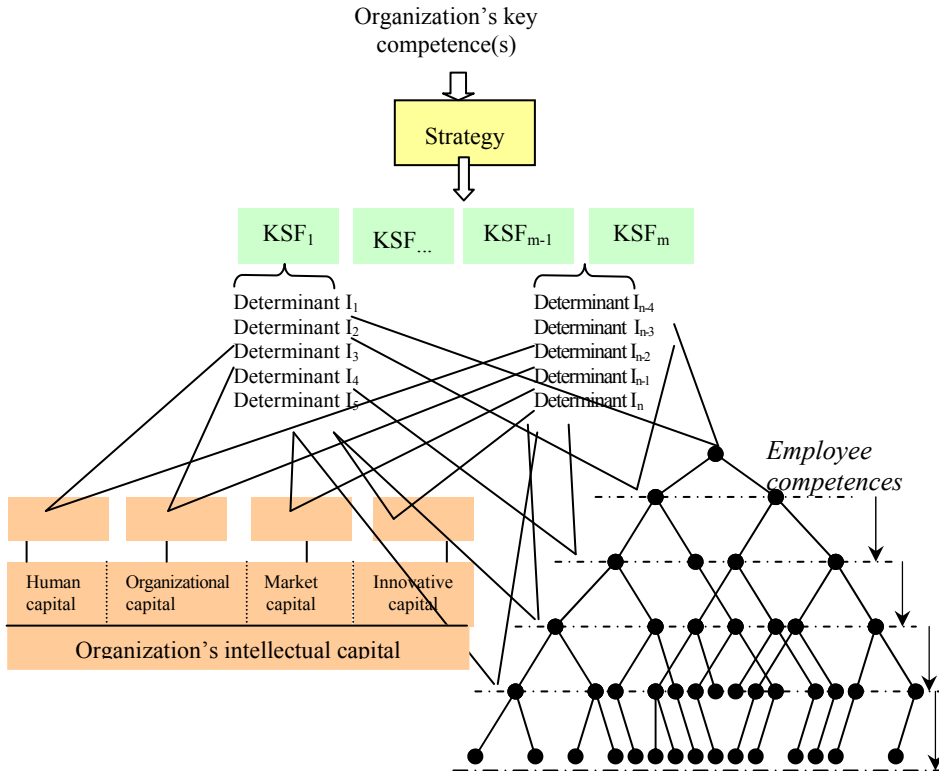 Organization’s key
competence(s)
Strategy
KSF₁
KSF...
KSFₘ₋₁
KSFₘ
Determinant I₁
Determinant I₂
Determinant I₃
Determinant I₄
Determinant I₅
Determinant Iₙ₋₄
Determinant Iₙ₋₃
Determinant Iₙ₋₂
Determinant Iₙ₋₁
Determinant Iₙ
Employee
competences
Human
capital
Organizational
capital
Market
capital
Innovative
capital
Organization’s intellectual capital